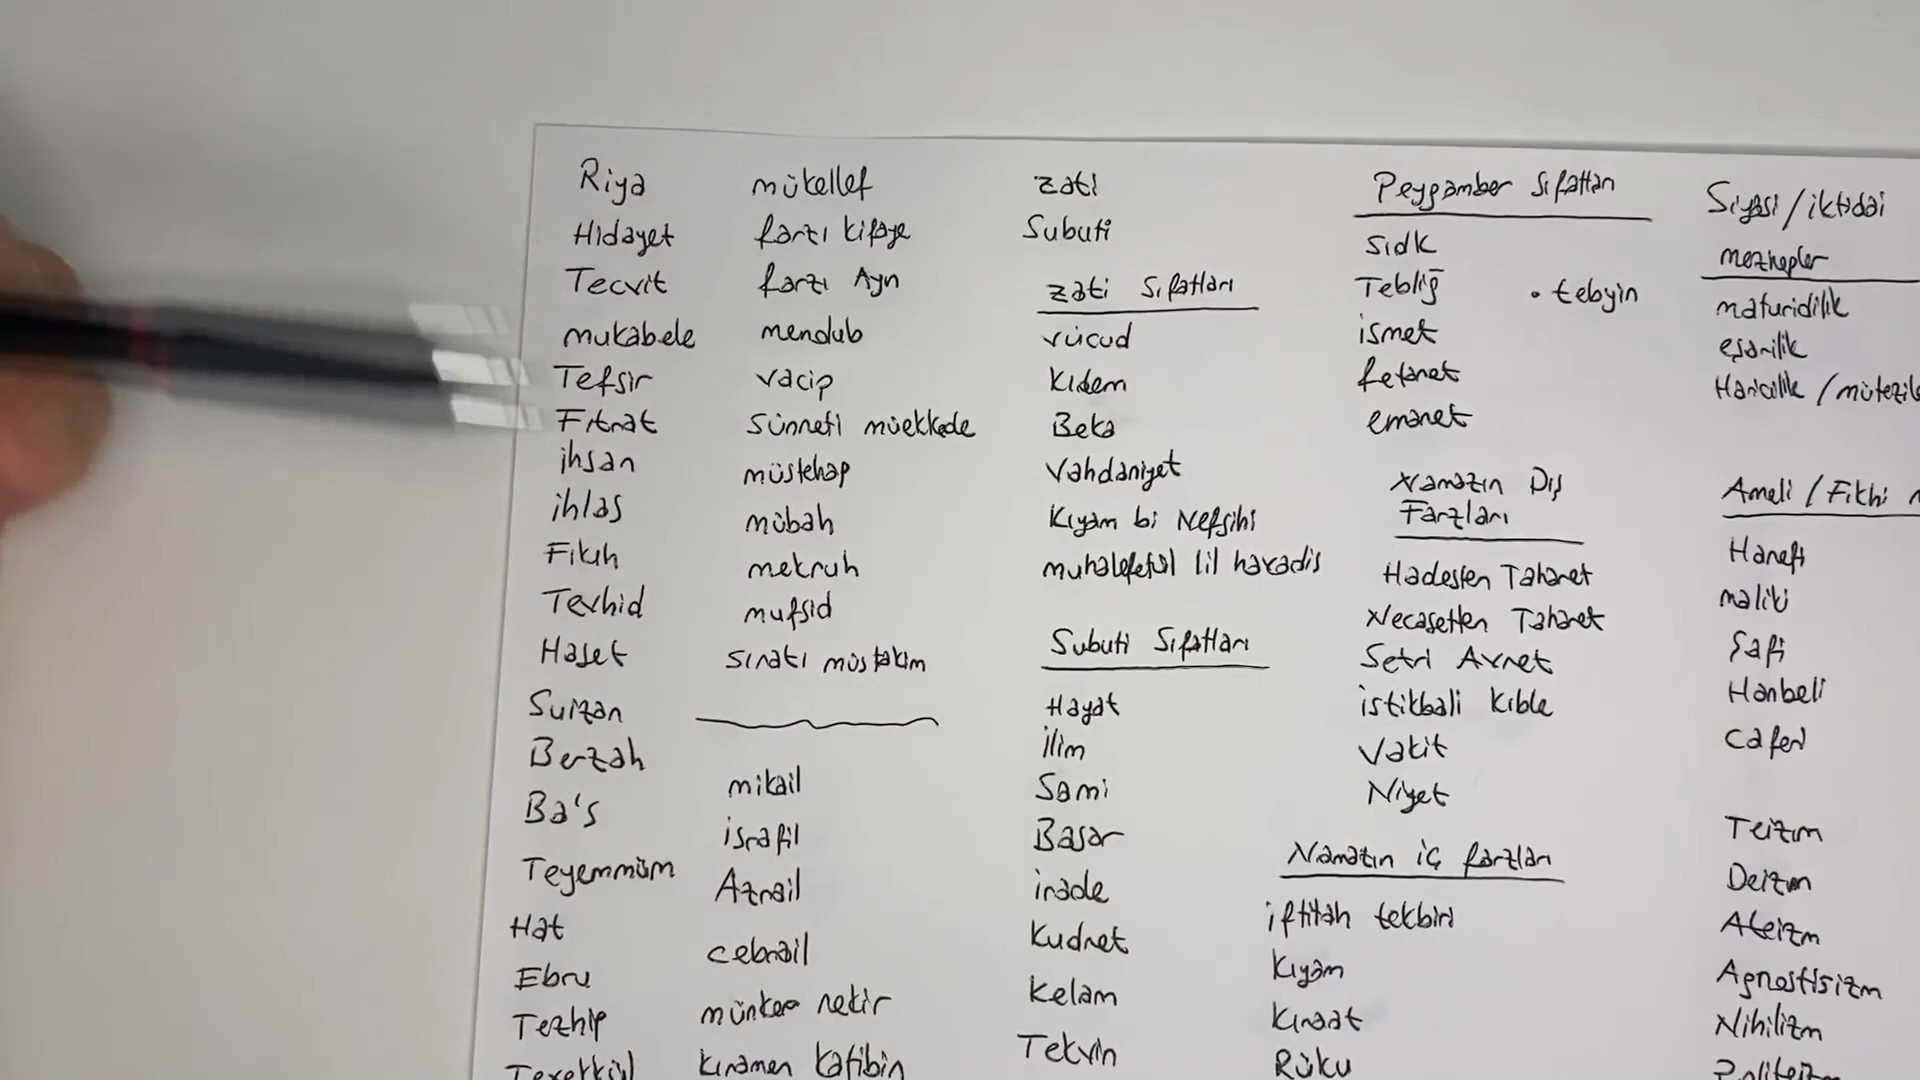 Riya
Hidayet
Tecvit
mukabele
Tefsir
Fıtrat
ihsan
ihlas
Fıkıh
Tevhid
Haset
Suizan
Berzah
Ba's
Teyemmüm
Hat
Ebru
Tezhip
Tevekkül
mükellef
farzı kifaye
farzı Ayn
mendub
vacip
Sünneti müekkede
müstehap
mübah
mekruh
mufsid
sıratı müstakim
mikail
israfil
Azrail
cebrail
münker nekir
kıramen katibin
zati
Subuti
zati Sıfatları
vücud
Kıdem
Beka
Vahdaniyet
Kıyam bi Nefsihi
muhalefetül lil havadis
Subuti Sıfatları
Hayat
ilim
Sami
Basar
irade
Kudret
Kelam
Tekvin
Peygamber Sıfatları
Sıdk
Tebliğ • tebyin
ismet
fetanet
emanet
Namazın Dış
Farzları
Hadesten Taharet
Necasetten Taharet
Setri Avret
istikbali Kıble
Vakit
Niyet
Namazın iç farzları
iftitah tekbiri
Kıyam
Kıraat
Rüku
Siyasi / iktidai
mezhepler
maturidilik
eşarilik
Haricilik /
Ameli / Fıkhi
Hanefi
maliki
Şafi
Hanbeli
caferi
Teizm
Deizm
Ateizm
Agnostisizm
Nihilizm
Politeizm